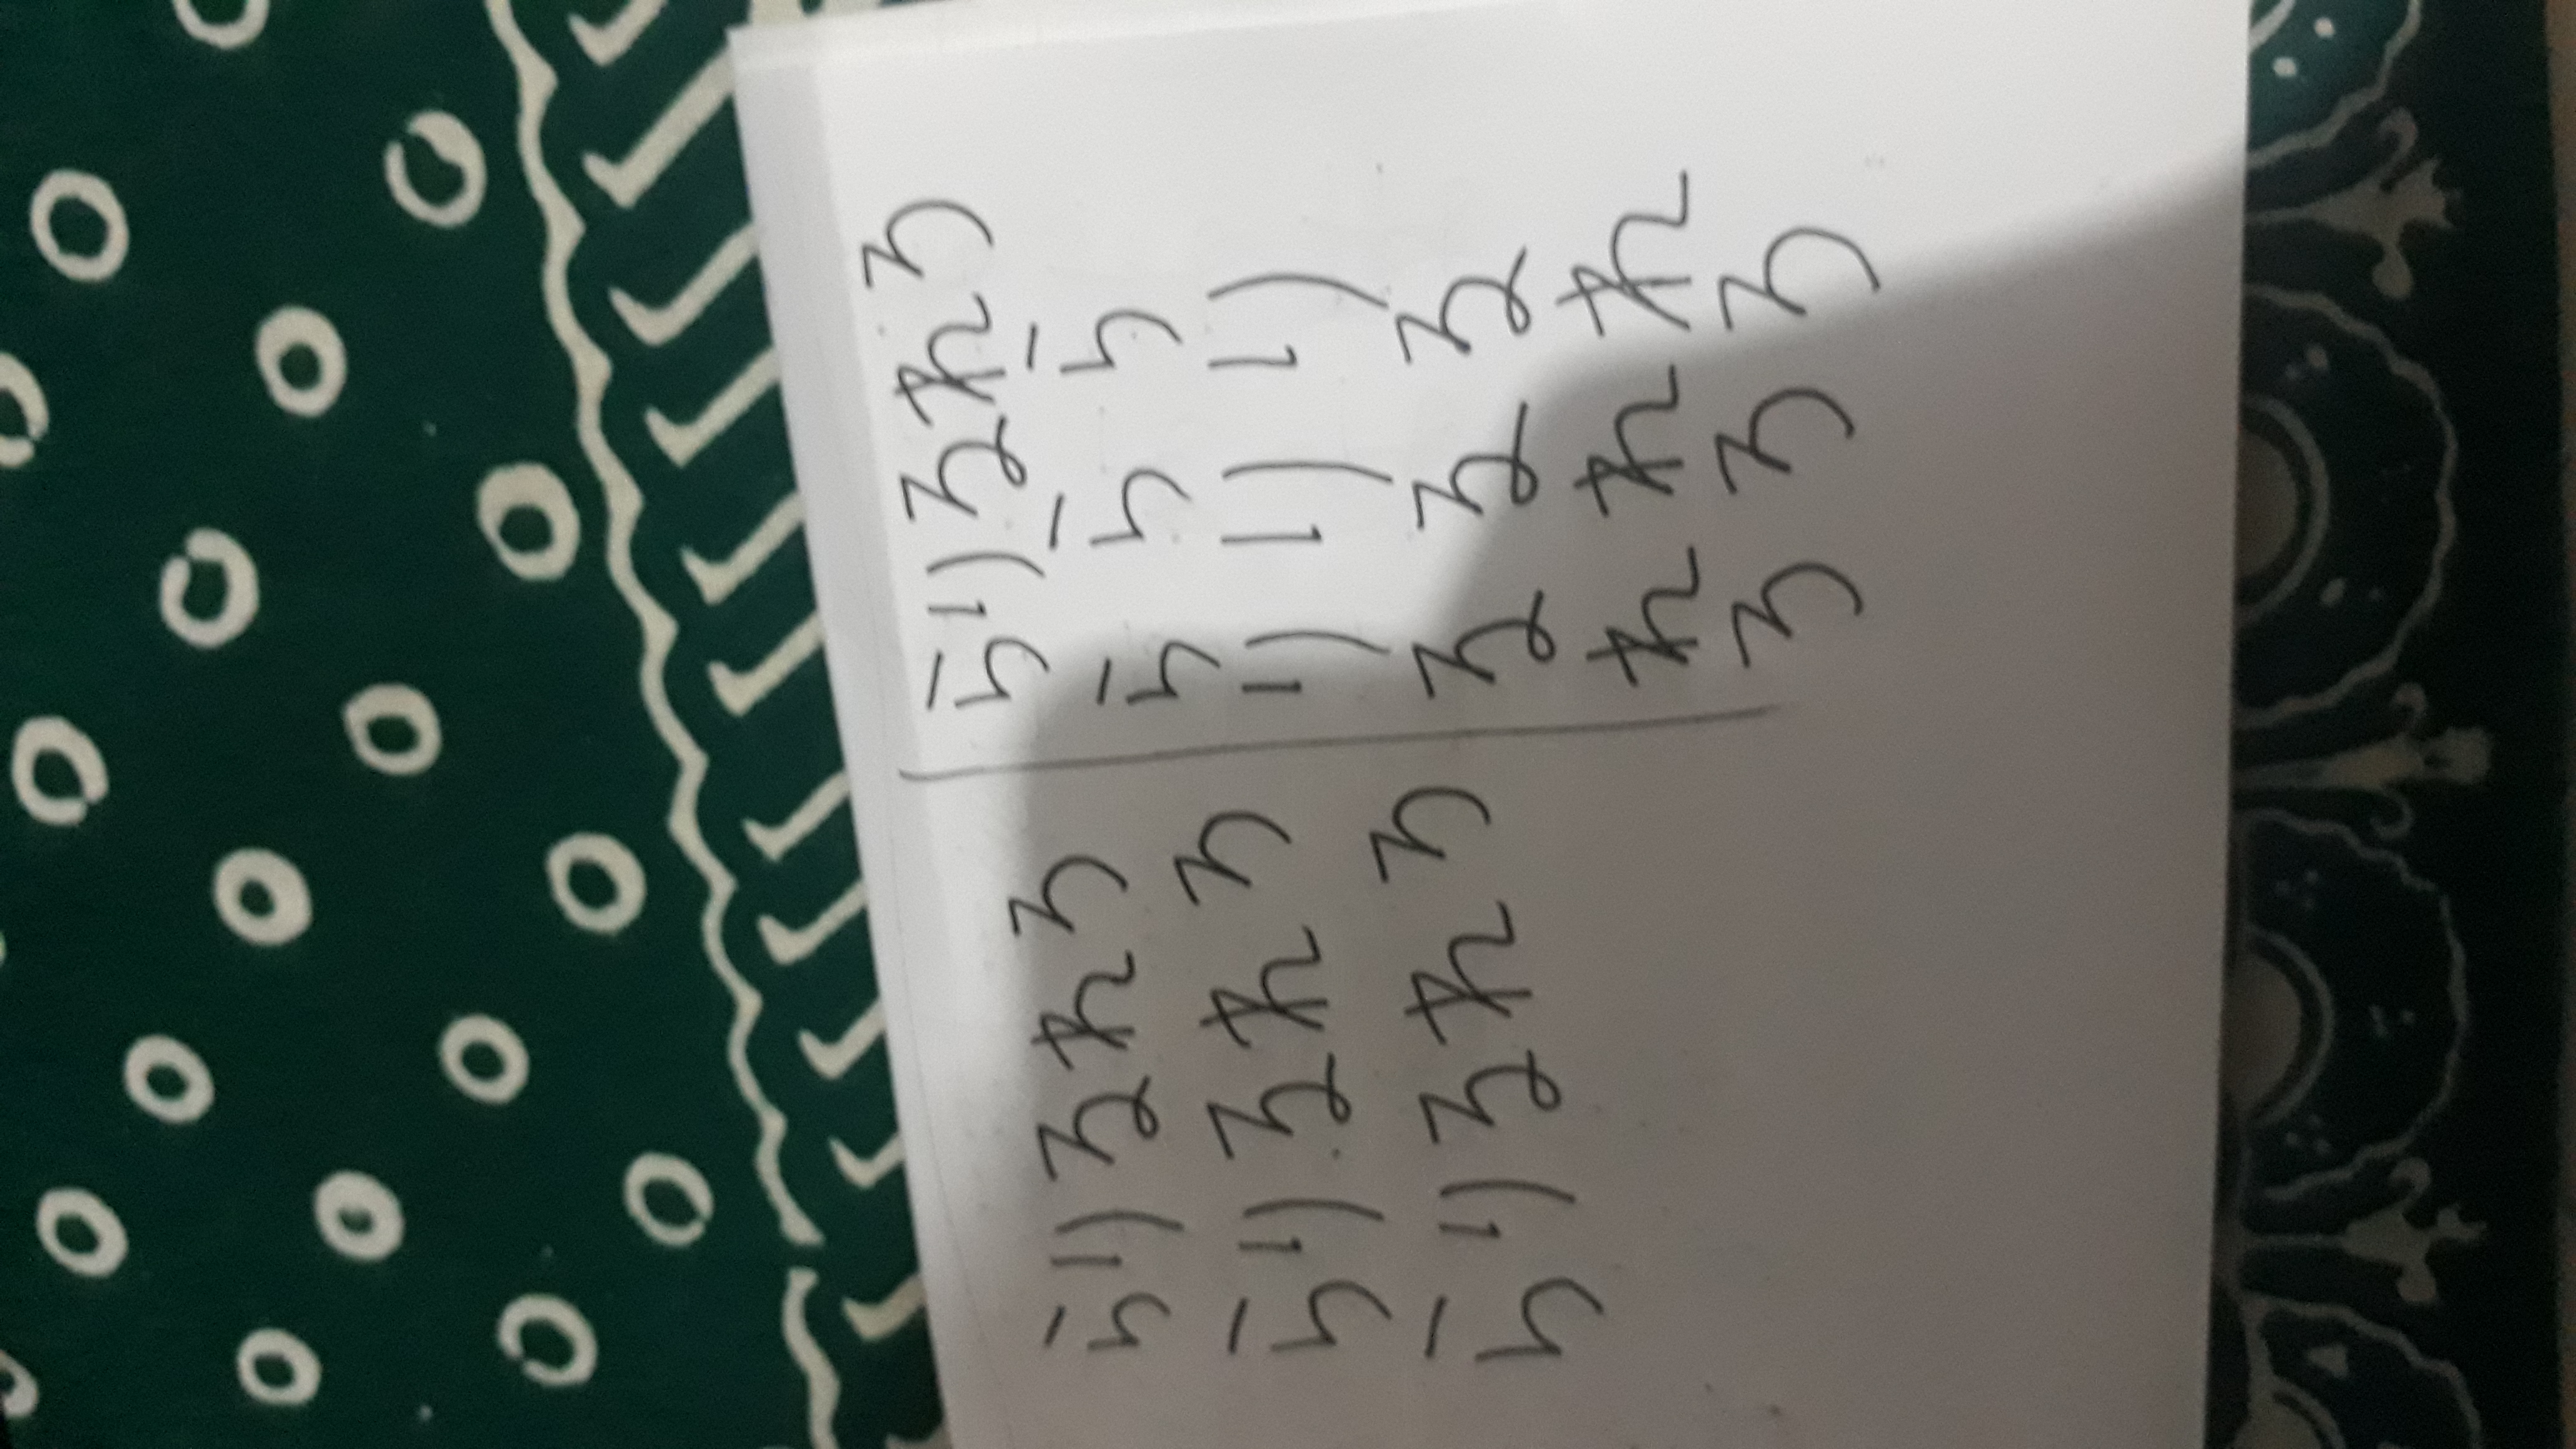 らりるれろ
らりるれろ
らりるれろ
らりるれろ
ら ら ら
り り り
る る る
れ れ れ
ろ ろ ろ